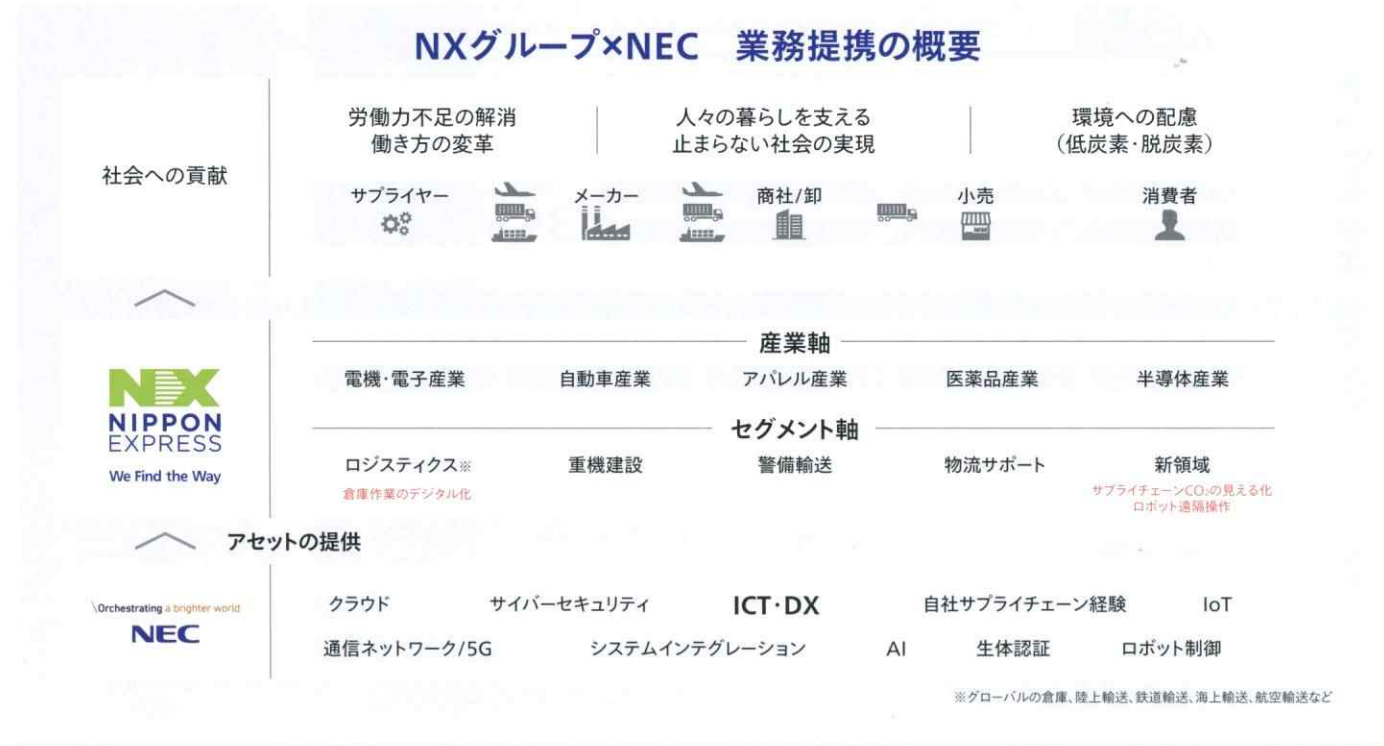 NXグループ×NEC 業務提携の概要
社会への貢献
労働力不足の解消
働き方の変革
人々の暮らしを支える
止まらない社会の実現
環境への配慮
(低炭素・脱炭素)
サプライヤー
メーカー
商社/卸
小売
消費者
NX
NIPPON
EXPRESS
We Find the Way
産業軸
電機・電子産業 自動車産業 アパレル産業 医薬品産業 半導体産業
セグメント軸
ロジスティクス※ 重機建設 警備輸送 物流サポート 新領域
倉庫作業のデジタル化
サプライチェーンCO₂の見える化
ロボット遠隔操作
アセットの提供
\Orchestrating a brighter world
NEC
クラウド サイバーセキュリティ ICT・DX 自社サプライチェーン経験 IoT
通信ネットワーク/5G システムインテグレーション AI 生体認証 ロボット制御
※グローバルの倉庫、陸上輸送、鉄道輸送、海上輸送、航空輸送など